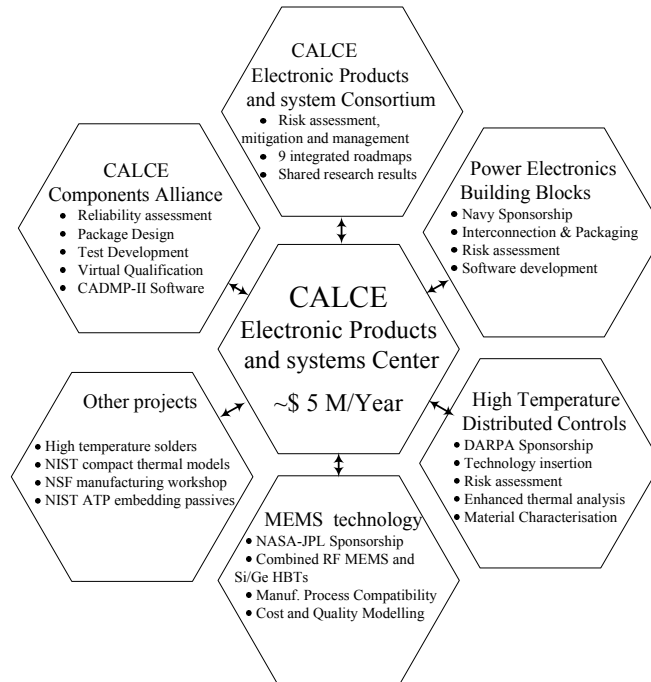 CALCE
Electronic Products
and system Consortium
● Risk assessment,
mitigation and management
● 9 integrated roadmaps
● Shared research results
CALCE
Components Alliance
● Reliability assessment
● Package Design
● Test Development
● Virtual Qualification
● CADMP-II Software
Power Electronics
Building Blocks
● Navy Sponsorship
● Interconnection & Packaging
● Risk assessment
● Software development
CALCE
Electronic Products
and systems Center
~$ 5 M/Year
Other projects
● High temperature solders
● NIST compact thermal models
● NSF manufacturing workshop
● NIST ATP embedding passives
High Temperature
Distributed Controls
● DARPA Sponsorship
● Technology insertion
● Risk assessment
● Enhanced thermal analysis
● Material Characterisation
MEMS technology
● NASA-JPL Sponsorship
● Combined RF MEMS and
Si/Ge HBTs
● Manuf. Process Compatibility
● Cost and Quality Modelling